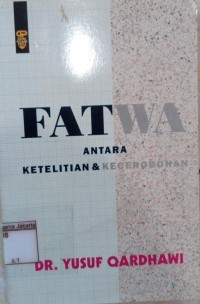 FATWA
ANTARA
KETELITIAN & KECEROBOHAN
DR. YUSUF QARDHAWI